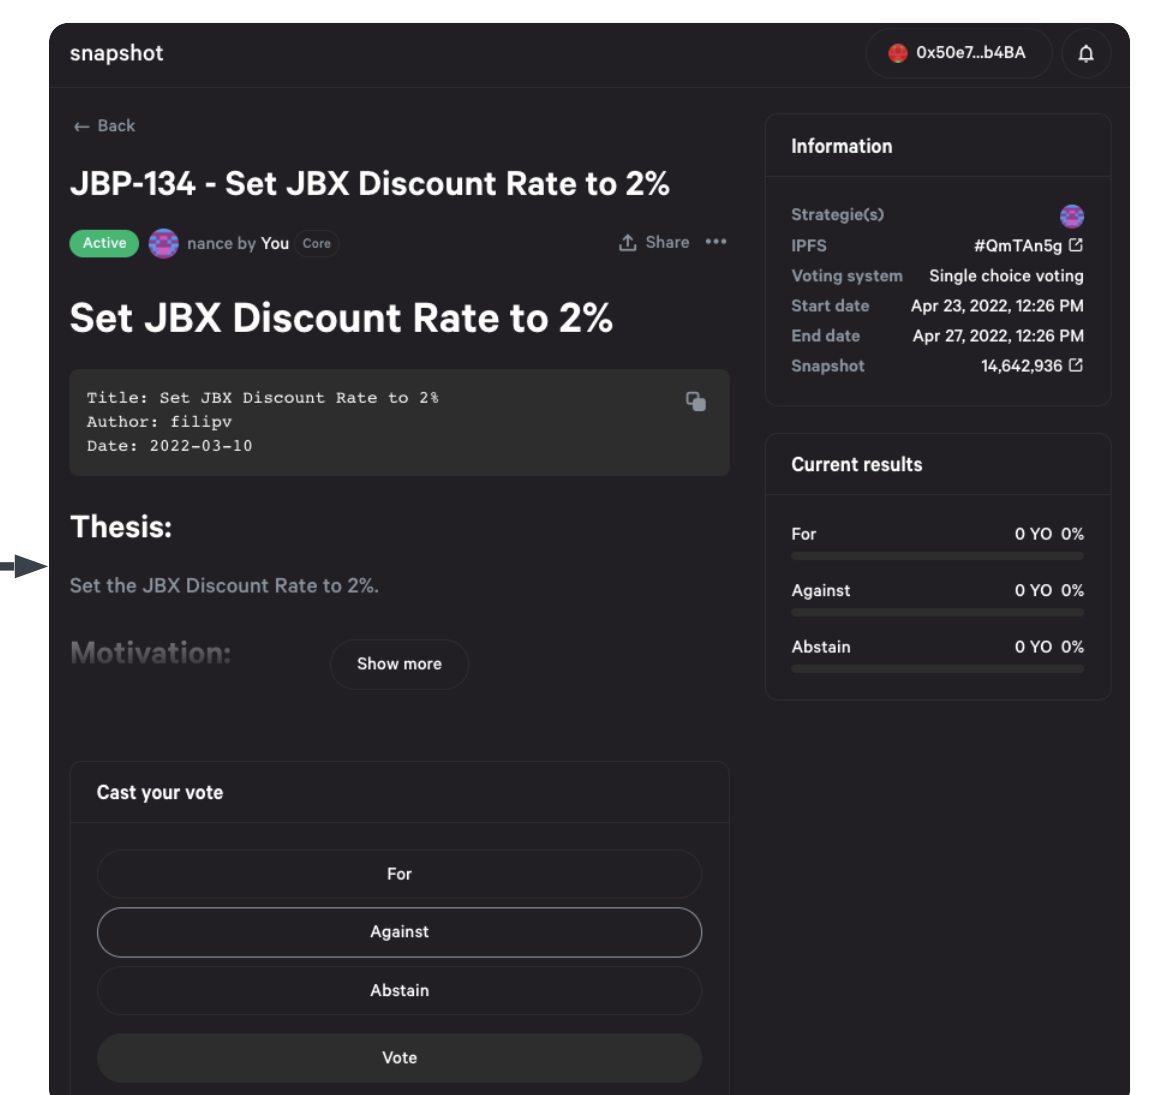 snapshot
0x50e7...b4BA
← Back
JBP-134 - Set JBX Discount Rate to 2%
Active nance by You Core
Share •••
Set JBX Discount Rate to 2%
Title: Set JBX Discount Rate to 2%
Author: filipv
Date: 2022-03-10
Thesis:
Set the JBX Discount Rate to 2%.
Motivation:
Show more
Cast your vote
For
Against
Abstain
Vote
Information
Strategie(s)
IPFS #QmTAn5g
Voting system Single choice voting
Start date Apr 23, 2022, 12:26 PM
End date Apr 27, 2022, 12:26 PM
Snapshot 14,642,936
Current results
For 0 YO 0%
Against 0 YO 0%
Abstain 0 YO 0%